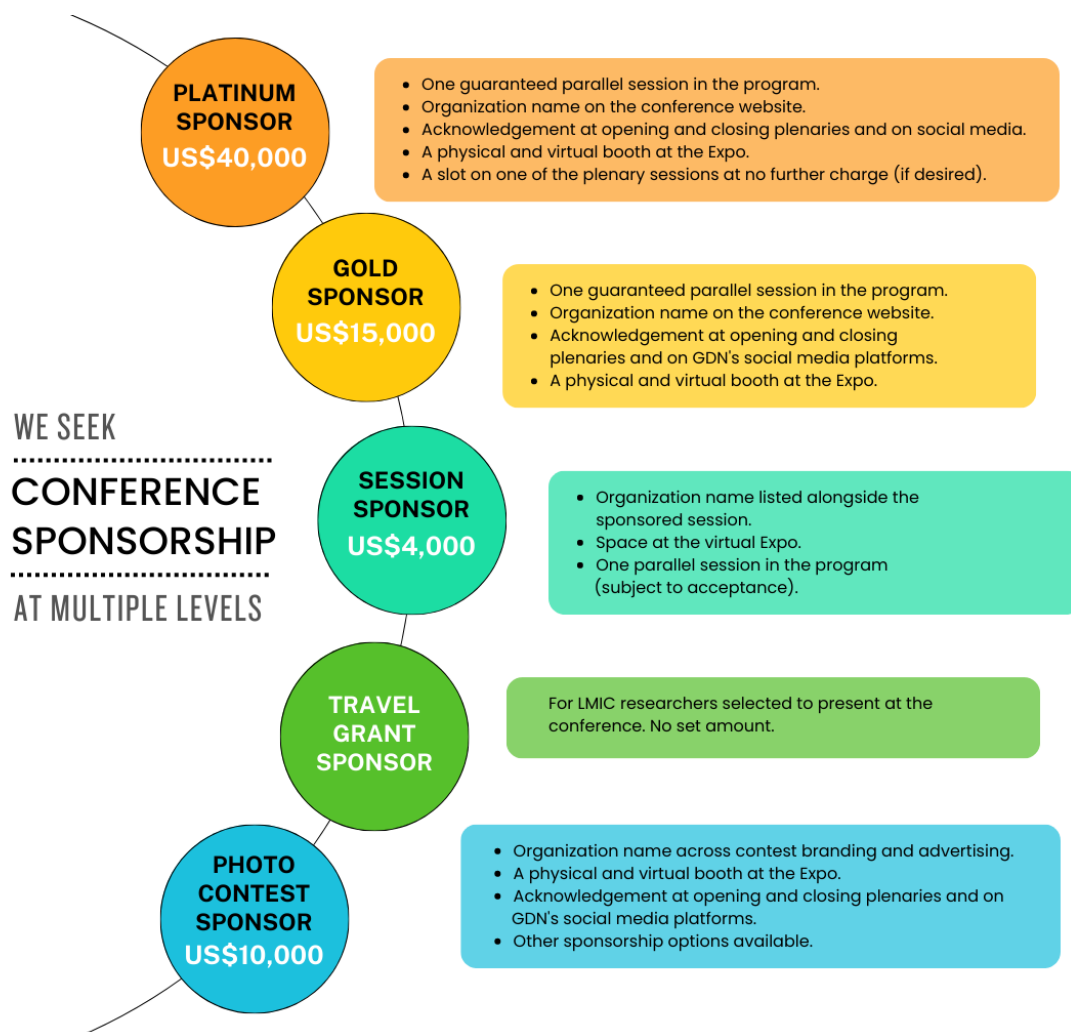 WE SEEK
CONFERENCE
SPONSORSHIP
AT MULTIPLE LEVELS
PLATINUM
SPONSOR
US$40,000
• One guaranteed parallel session in the program.
• Organization name on the conference website.
• Acknowledgement at opening and closing plenaries and on social media.
• A physical and virtual booth at the Expo.
• A slot on one of the plenary sessions at no further charge (if desired).
GOLD
SPONSOR
US$15,000
• One guaranteed parallel session in the program.
• Organization name on the conference website.
• Acknowledgement at opening and closing
plenaries and on GDN's social media platforms.
• A physical and virtual booth at the Expo.
SESSION
SPONSOR
US$4,000
• Organization name listed alongside the
sponsored session.
• Space at the virtual Expo.
• One parallel session in the program
(subject to acceptance).
TRAVEL
GRANT
SPONSOR
For LMIC researchers selected to present at the
conference. No set amount.
PHOTO
CONTEST
SPONSOR
US$10,000
• Organization name across contest branding and advertising.
• A physical and virtual booth at the Expo.
• Acknowledgement at opening and closing plenaries and on
GDN's social media platforms.
• Other sponsorship options available.